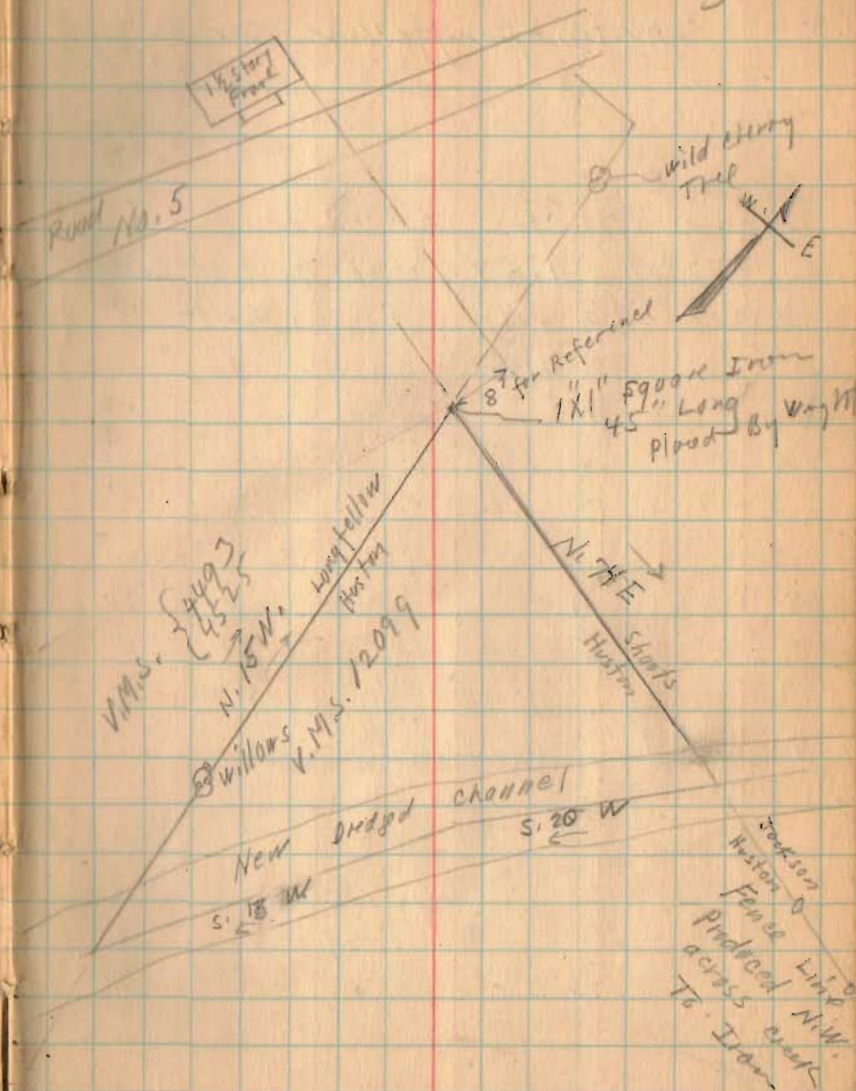 1½ Story
Frame
Road No. 5
wild cherry
Tree
W.
E
8 7 for Reference
1"X1" Square Iron
45" Long
placed By Wright
Longfellow
Huston
V.M.S. { 4493
4525
N. 15 W.
V.M.S. 12099
willows
E
Shorts
Huston
New Dredged channel
S. 20 W
S. W
Jackson
Huston
Fence Line
Produced N.W.
across creek
To Iron